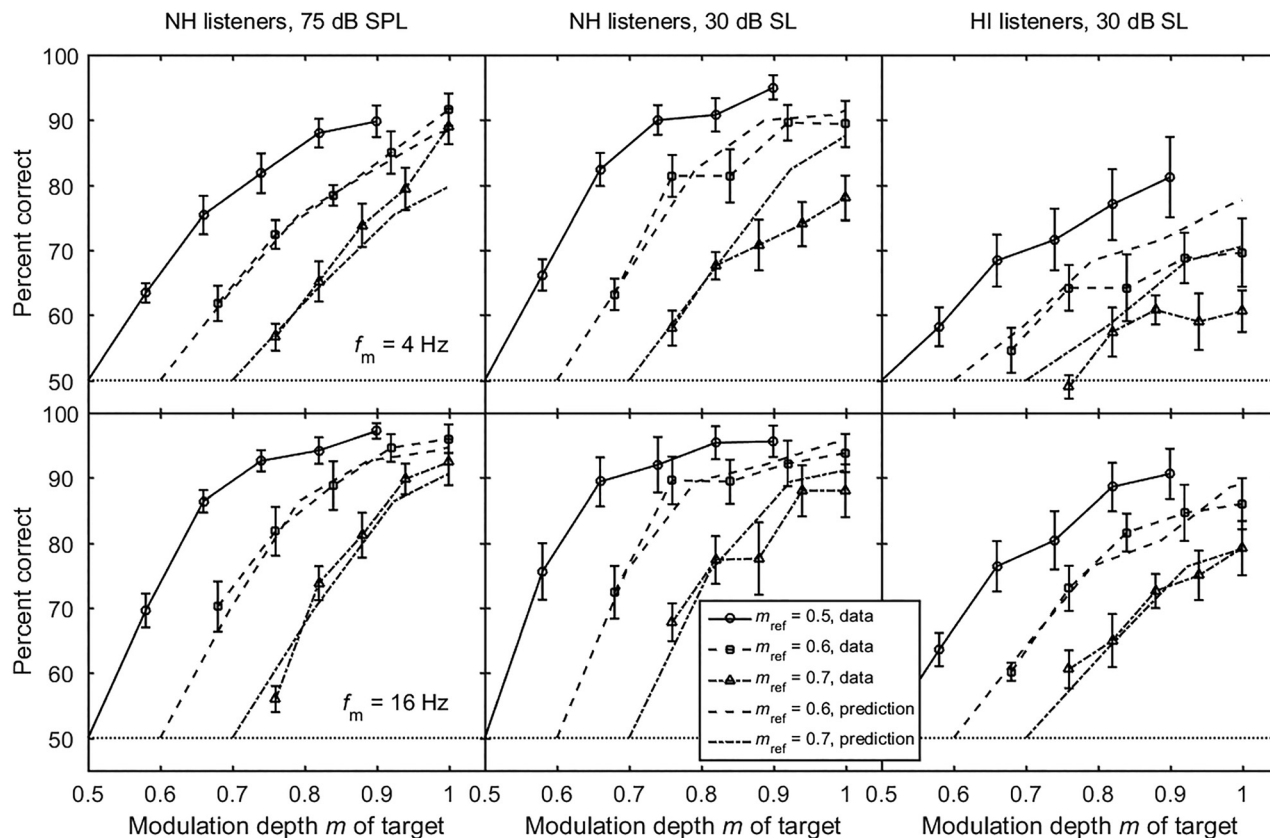 NH listeners, 75 dB SPL NH listeners, 30 dB SL HI listeners, 30 dB SL
Percent correct
100
90
80
70
60
50
f_m = 4 Hz
Percent correct
100
90
80
70
60
50
f_m = 16 Hz
m_ref = 0.5, data
m_ref = 0.6, data
m_ref = 0.7, data
m_ref = 0.6, prediction
m_ref = 0.7, prediction
0.5 0.6 0.7 0.8 0.9 1 0.5 0.6 0.7 0.8 0.9 1 0.5 0.6 0.7 0.8 0.9 1
Modulation depth m of target Modulation depth m of target Modulation depth m of target